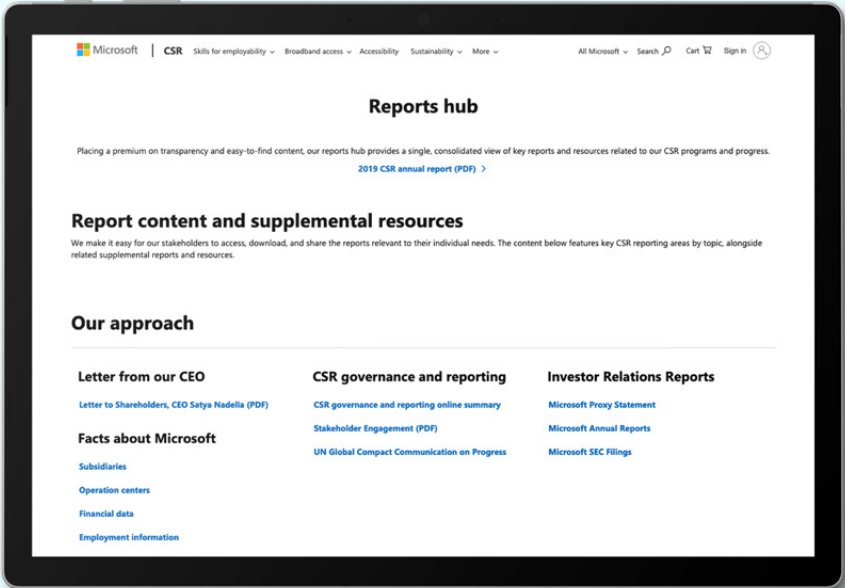 Microsoft | CSR Skills for employability Broadband access Accessibility Sustainability More All Microsoft Search Cart Sign in
Reports hub
Placing a premium on transparency and easy-to-find content, our reports hub provides a single, consolidated view of key reports and resources related to our CSR programs and progress.
2019 CSR annual report (PDF) >
Report content and supplemental resources
We make it easy for our stakeholders to access, download, and share the reports relevant to their individual needs. The content below features key CSR reporting areas by topic, alongside
related supplemental reports and resources.
Our approach
Letter from our CEO
Letter to Shareholders, CEO Satya Nadella (PDF)
Facts about Microsoft
Subsidiaries
Operation centers
Financial data
Employment information
CSR governance and reporting
CSR governance and reporting online summary
Stakeholder Engagement (PDF)
UN Global Compact Communication on Progress
Investor Relations Reports
Microsoft Proxy Statement
Microsoft Annual Reports
Microsoft SEC Filings